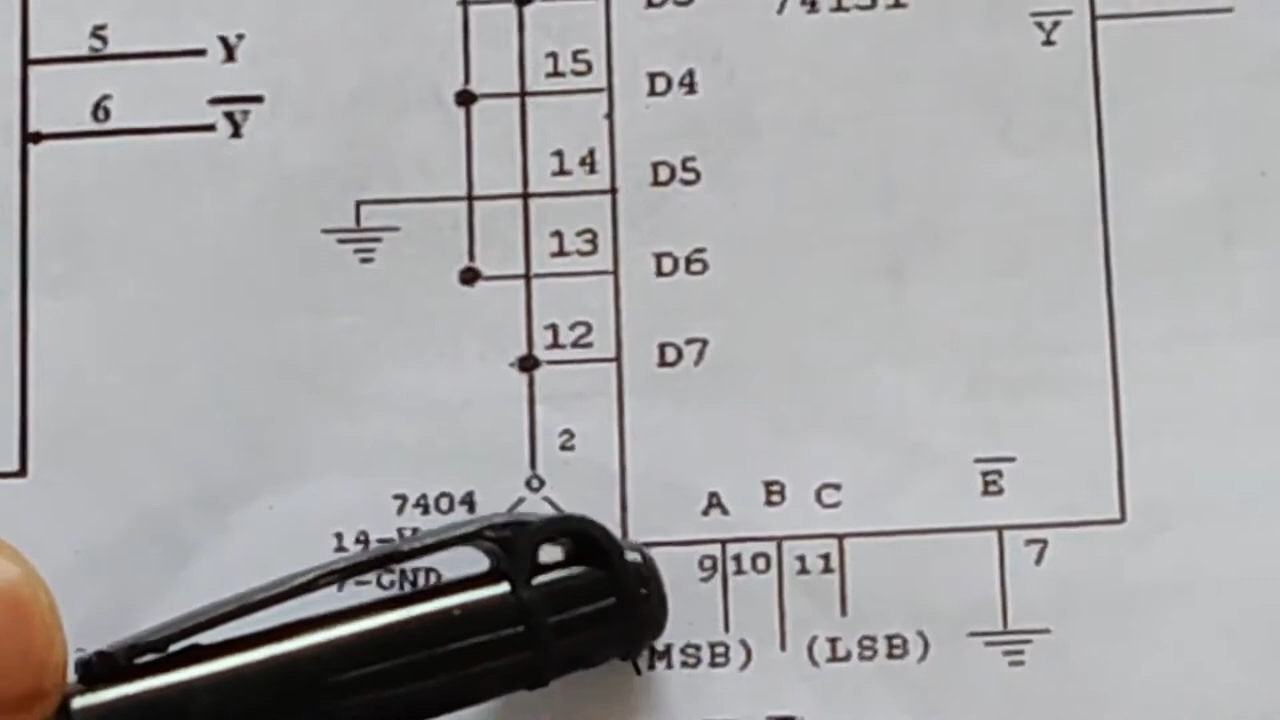 5 Y
6 Y̅
74151
Y̅
15 D4
14 D5
13 D6
12 D7
2
7404
A B C E̅
7-GND
9 10 11 7
(MSB) (LSB)